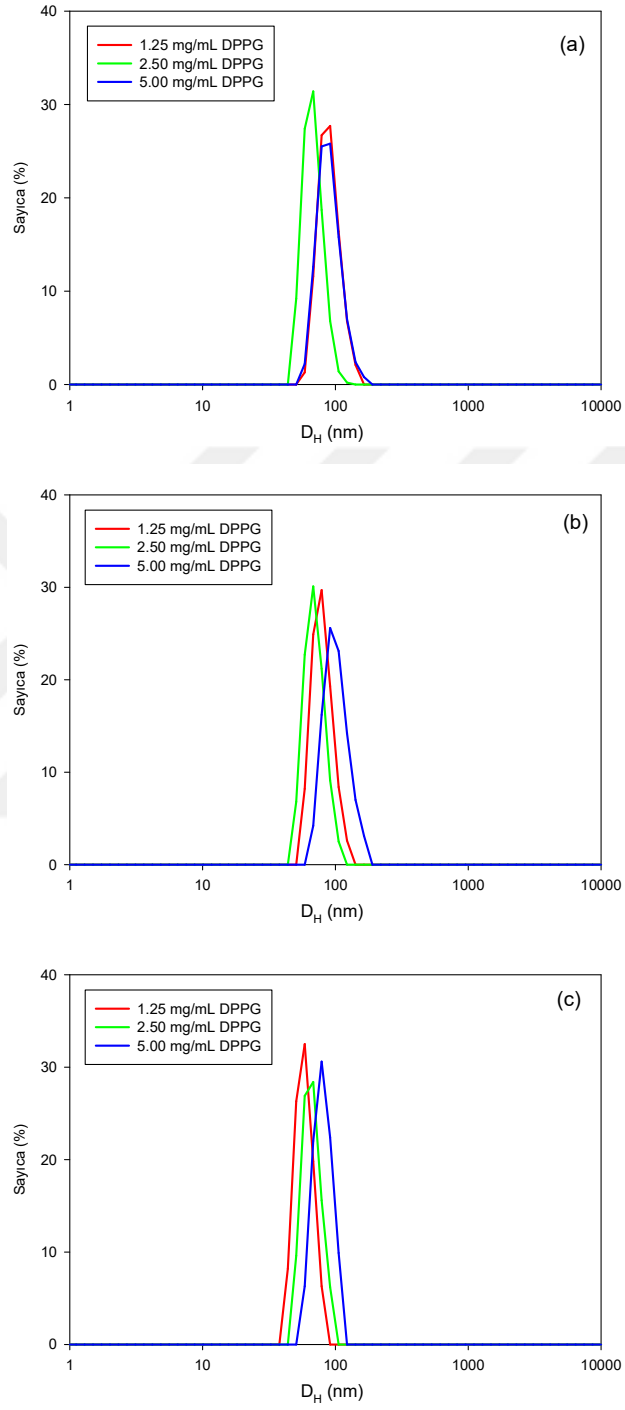 (a)
1.25 mg/mL DPPG
2.50 mg/mL DPPG
5.00 mg/mL DPPG
Sayıca (%)
40
30
20
10
0
1 10 100 1000 10000
D_H (nm)
(b)
1.25 mg/mL DPPG
2.50 mg/mL DPPG
5.00 mg/mL DPPG
Sayıca (%)
40
30
20
10
0
1 10 100 1000 10000
D_H (nm)
(c)
1.25 mg/mL DPPG
2.50 mg/mL DPPG
5.00 mg/mL DPPG
Sayıca (%)
40
30
20
10
0
1 10 100 1000 10000
D_H (nm)